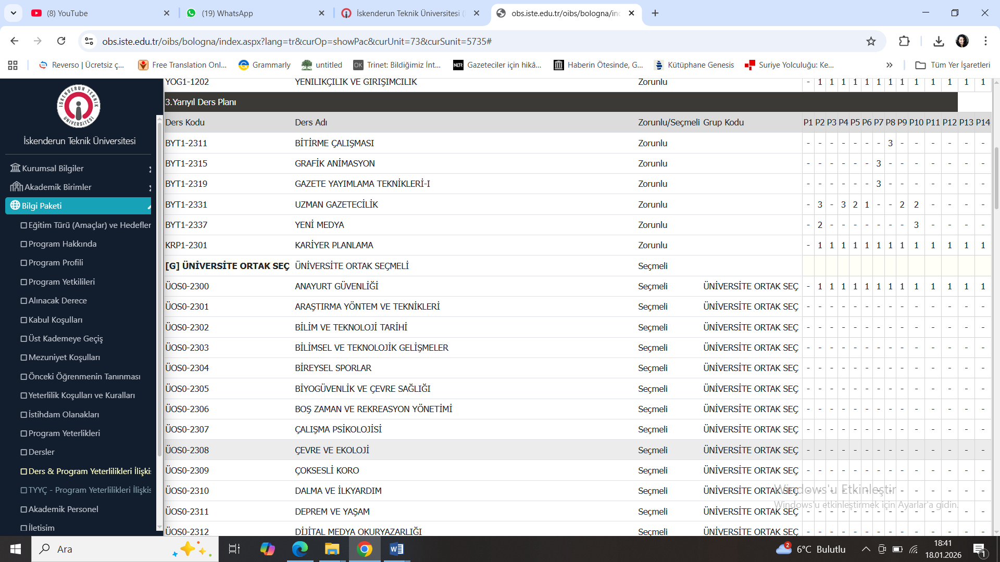 (8) YouTube
(19) WhatsApp
İskenderun Teknik Üniversitesi (
obs.iste.edu.tr/oibs/bologna/in
obs.iste.edu.tr/oibs/bologna/index.aspx?lang=tr&curOp=showPac&curUnit=73&curSunit=5735#
Reverso | Ücretsiz ç...
Free Translation Onl...
Grammarly
untitled
OK Trinet: Bildiğimiz İnt...
NLR Gazeteciler için hikâ...
Haberin Ötesinde, G...
Kütüphane Genesis
Suriye Yolculuğu: Ke...
»
Tüm Yer İşaretleri
İSKENDERUN TEKNİK ÜNİVERSİTESİ
İskenderun Teknik Üniversitesi
Kurumsal Bilgiler
Akademik Birimler
Bilgi Paketi
Eğitim Türü (Amaçlar) ve Hedefler
Program Hakkında
Program Profili
Program Yetkilileri
Alınacak Derece
Kabul Koşulları
Üst Kademeye Geçiş
Mezuniyet Koşulları
Önceki Öğrenmenin Tanınması
Yeterlilik Koşulları ve Kuralları
İstihdam Olanakları
Program Yeterlikleri
Dersler
Ders & Program Yeterlilikleri İlişkis
TYYÇ - Program Yeterlilikleri İlişkis
Akademik Personel
İletisim
YOG1-1202 YENİLİKÇİLİK VE GİRİŞİMCİLİK Zorunlu - 1 1 1 1 1 1 1 1 1 1 1 1 1
3.Yarıyıl Ders Planı
Ders Kodu Ders Adı Zorunlu/Seçmeli Grup Kodu P1 P2 P3 P4 P5 P6 P7 P8 P9 P10 P11 P12 P13 P14
BYT1-2311 BİTİRME ÇALIŞMASI Zorunlu - - - - - - - 3 - - - - - -
BYT1-2315 GRAFİK ANİMASYON Zorunlu - - - - - - 3 - - - - - - -
BYT1-2319 GAZETE YAYIMLAMA TEKNİKLERİ-I Zorunlu - - - - - - 3 - - - - - - -
BYT1-2331 UZMAN GAZETECİLİK Zorunlu - 3 - 3 2 1 - - 2 2 - - - -
BYT1-2337 YENİ MEDYA Zorunlu - 2 - - - - - - - 3 - - - -
KRP1-2301 KARİYER PLANLAMA Zorunlu - 1 1 1 1 1 1 1 1 1 1 1 1 1
[G] ÜNİVERSİTE ORTAK SEÇ ÜNİVERSİTE ORTAK SEÇMELİ Seçmeli
ÜOS0-2300 ANAYURT GÜVENLİĞİ Seçmeli ÜNİVERSİTE ORTAK SEÇ - 1 1 1 1 1 1 1 1 1 1 1 1 1
ÜOS0-2301 ARAŞTIRMA YÖNTEM VE TEKNİKLERİ Seçmeli ÜNİVERSİTE ORTAK SEÇ - - - - - - - - - - - - - -
ÜOS0-2302 BİLİM VE TEKNOLOJİ TARİHİ Seçmeli ÜNİVERSİTE ORTAK SEÇ - - - - - - - - - - - - - -
ÜOS0-2303 BİLİMSEL VE TEKNOLOJİK GELİŞMELER Seçmeli ÜNİVERSİTE ORTAK SEÇ - - - - - - - - - - - - - -
ÜOS0-2304 BİREYSEL SPORLAR Seçmeli ÜNİVERSİTE ORTAK SEÇ - - - - - - - - - - - - - -
ÜOS0-2305 BİYOGÜVENLİK VE ÇEVRE SAĞLIĞI Seçmeli ÜNİVERSİTE ORTAK SEÇ - - - - - - - - - - - - - -
ÜOS0-2306 BOŞ ZAMAN VE REKREASYON YÖNETİMİ Seçmeli ÜNİVERSİTE ORTAK SEÇ - - - - - - - - - - - - - -
ÜOS0-2307 ÇALIŞMA PSİKOLOJİSİ Seçmeli ÜNİVERSİTE ORTAK SEÇ - - - - - - - - - - - - - -
ÜOS0-2308 ÇEVRE VE EKOLOJİ Seçmeli ÜNİVERSİTE ORTAK SEÇ - - - - - - - - - - - - - -
ÜOS0-2309 ÇOKSESLİ KORO Seçmeli ÜNİVERSİTE ORTAK SEÇ - - - - - - - - - - - - - -
ÜOS0-2310 DALMA VE İLKYARDIM Seçmeli ÜNİVERSİTE ORTAK SEÇ - - - - - - - - - - - - - -
ÜOS0-2311 DEPREM VE YAŞAM Seçmeli ÜNİVERSİTE ORTAK SEÇ - - - - - - - - - - - - - -
ÜOS0-2312 DİJİTAL MEDYA OKURYAZARLIĞI Seçmeli ÜNİVERSİTE ORTAK SEÇ - - - - - - - - - - - - - -
Windows'u Etkinleştir
Windows'u etkinleştirmek için Ayarlar'a gidin.
Ara
2
6°C Bulutlu
18:41
18.01.2026
1